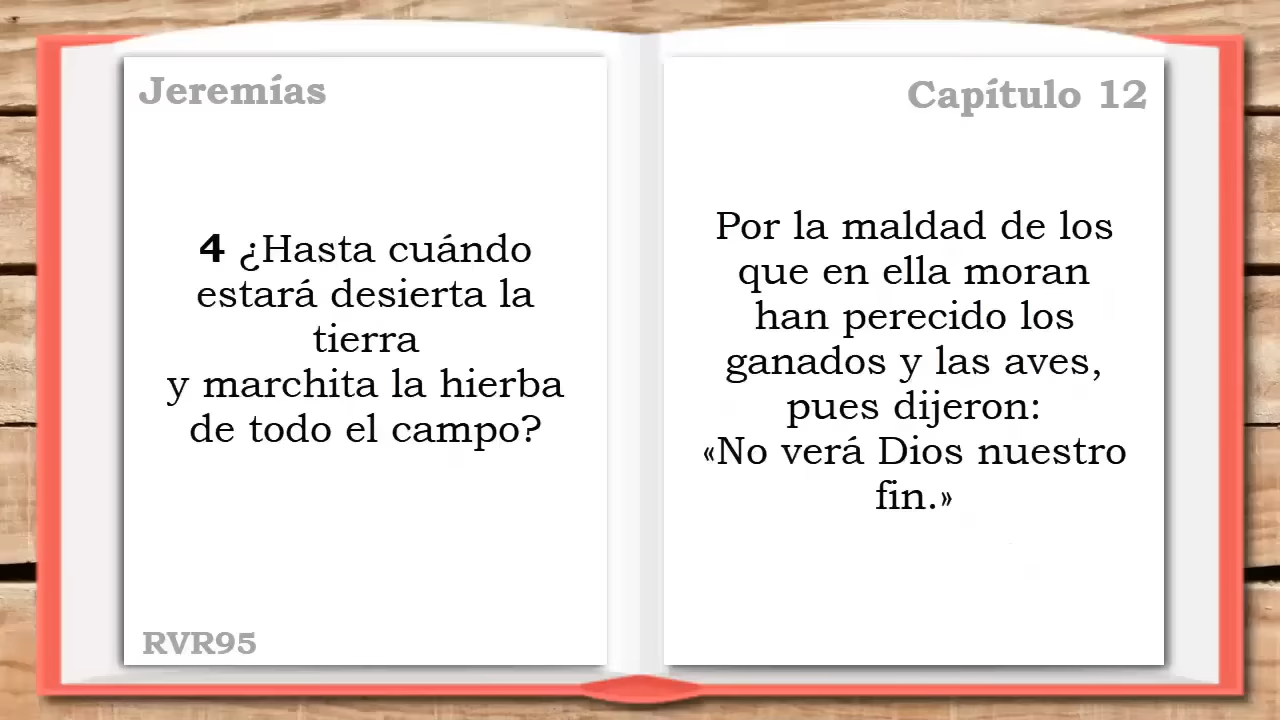 Jeremías
4 ¿Hasta cuándo
estará desierta la
tierra
y marchita la hierba
de todo el campo?
RVR95
Capítulo 12
Por la maldad de los
que en ella moran
han perecido los
ganados y las aves,
pues dijeron:
«No verá Dios nuestro
fin.»